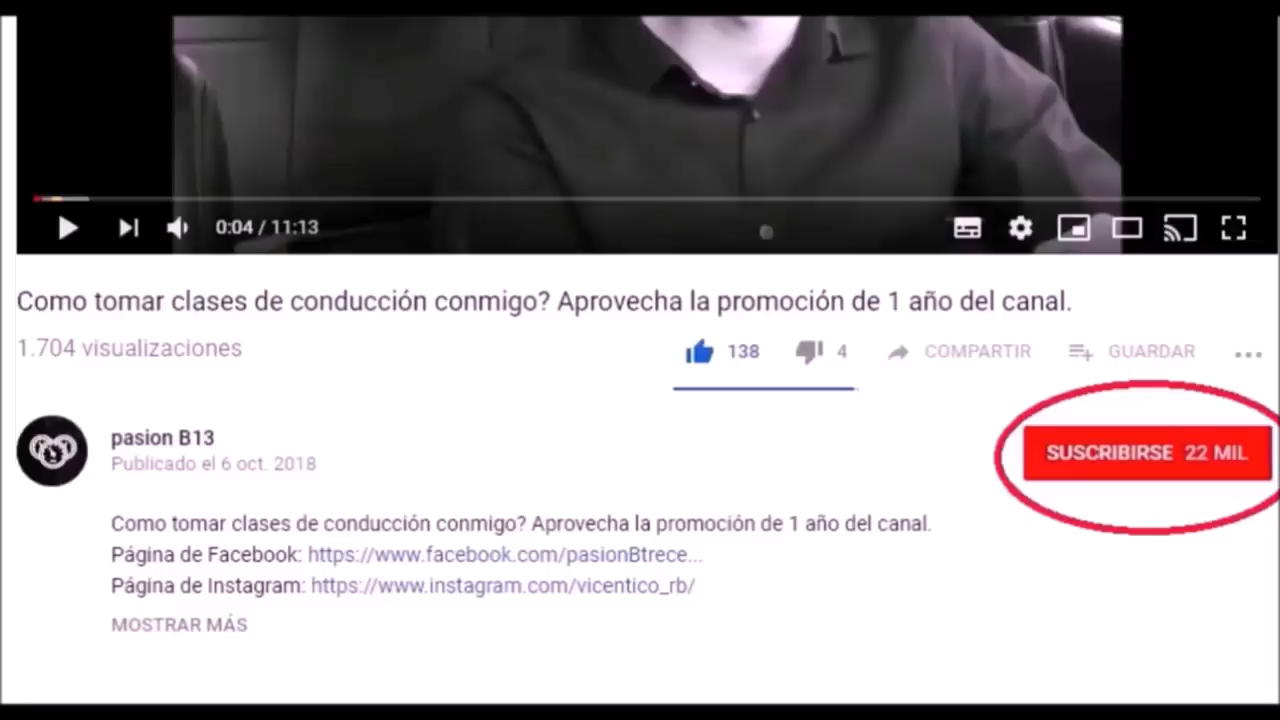 0:04 / 11:13
Como tomar clases de conducción conmigo? Aprovecha la promoción de 1 año del canal.
1.704 visualizaciones
138
4
COMPARTIR
GUARDAR
pasion B13
Publicado el 6 oct. 2018
SUSCRIBIRSE 22 MIL
Como tomar clases de conducción conmigo? Aprovecha la promoción de 1 año del canal.
Página de Facebook: https://www.facebook.com/pasionBtrece...
Página de Instagram: https://www.instagram.com/vicentico_rb/
MOSTRAR MÁS